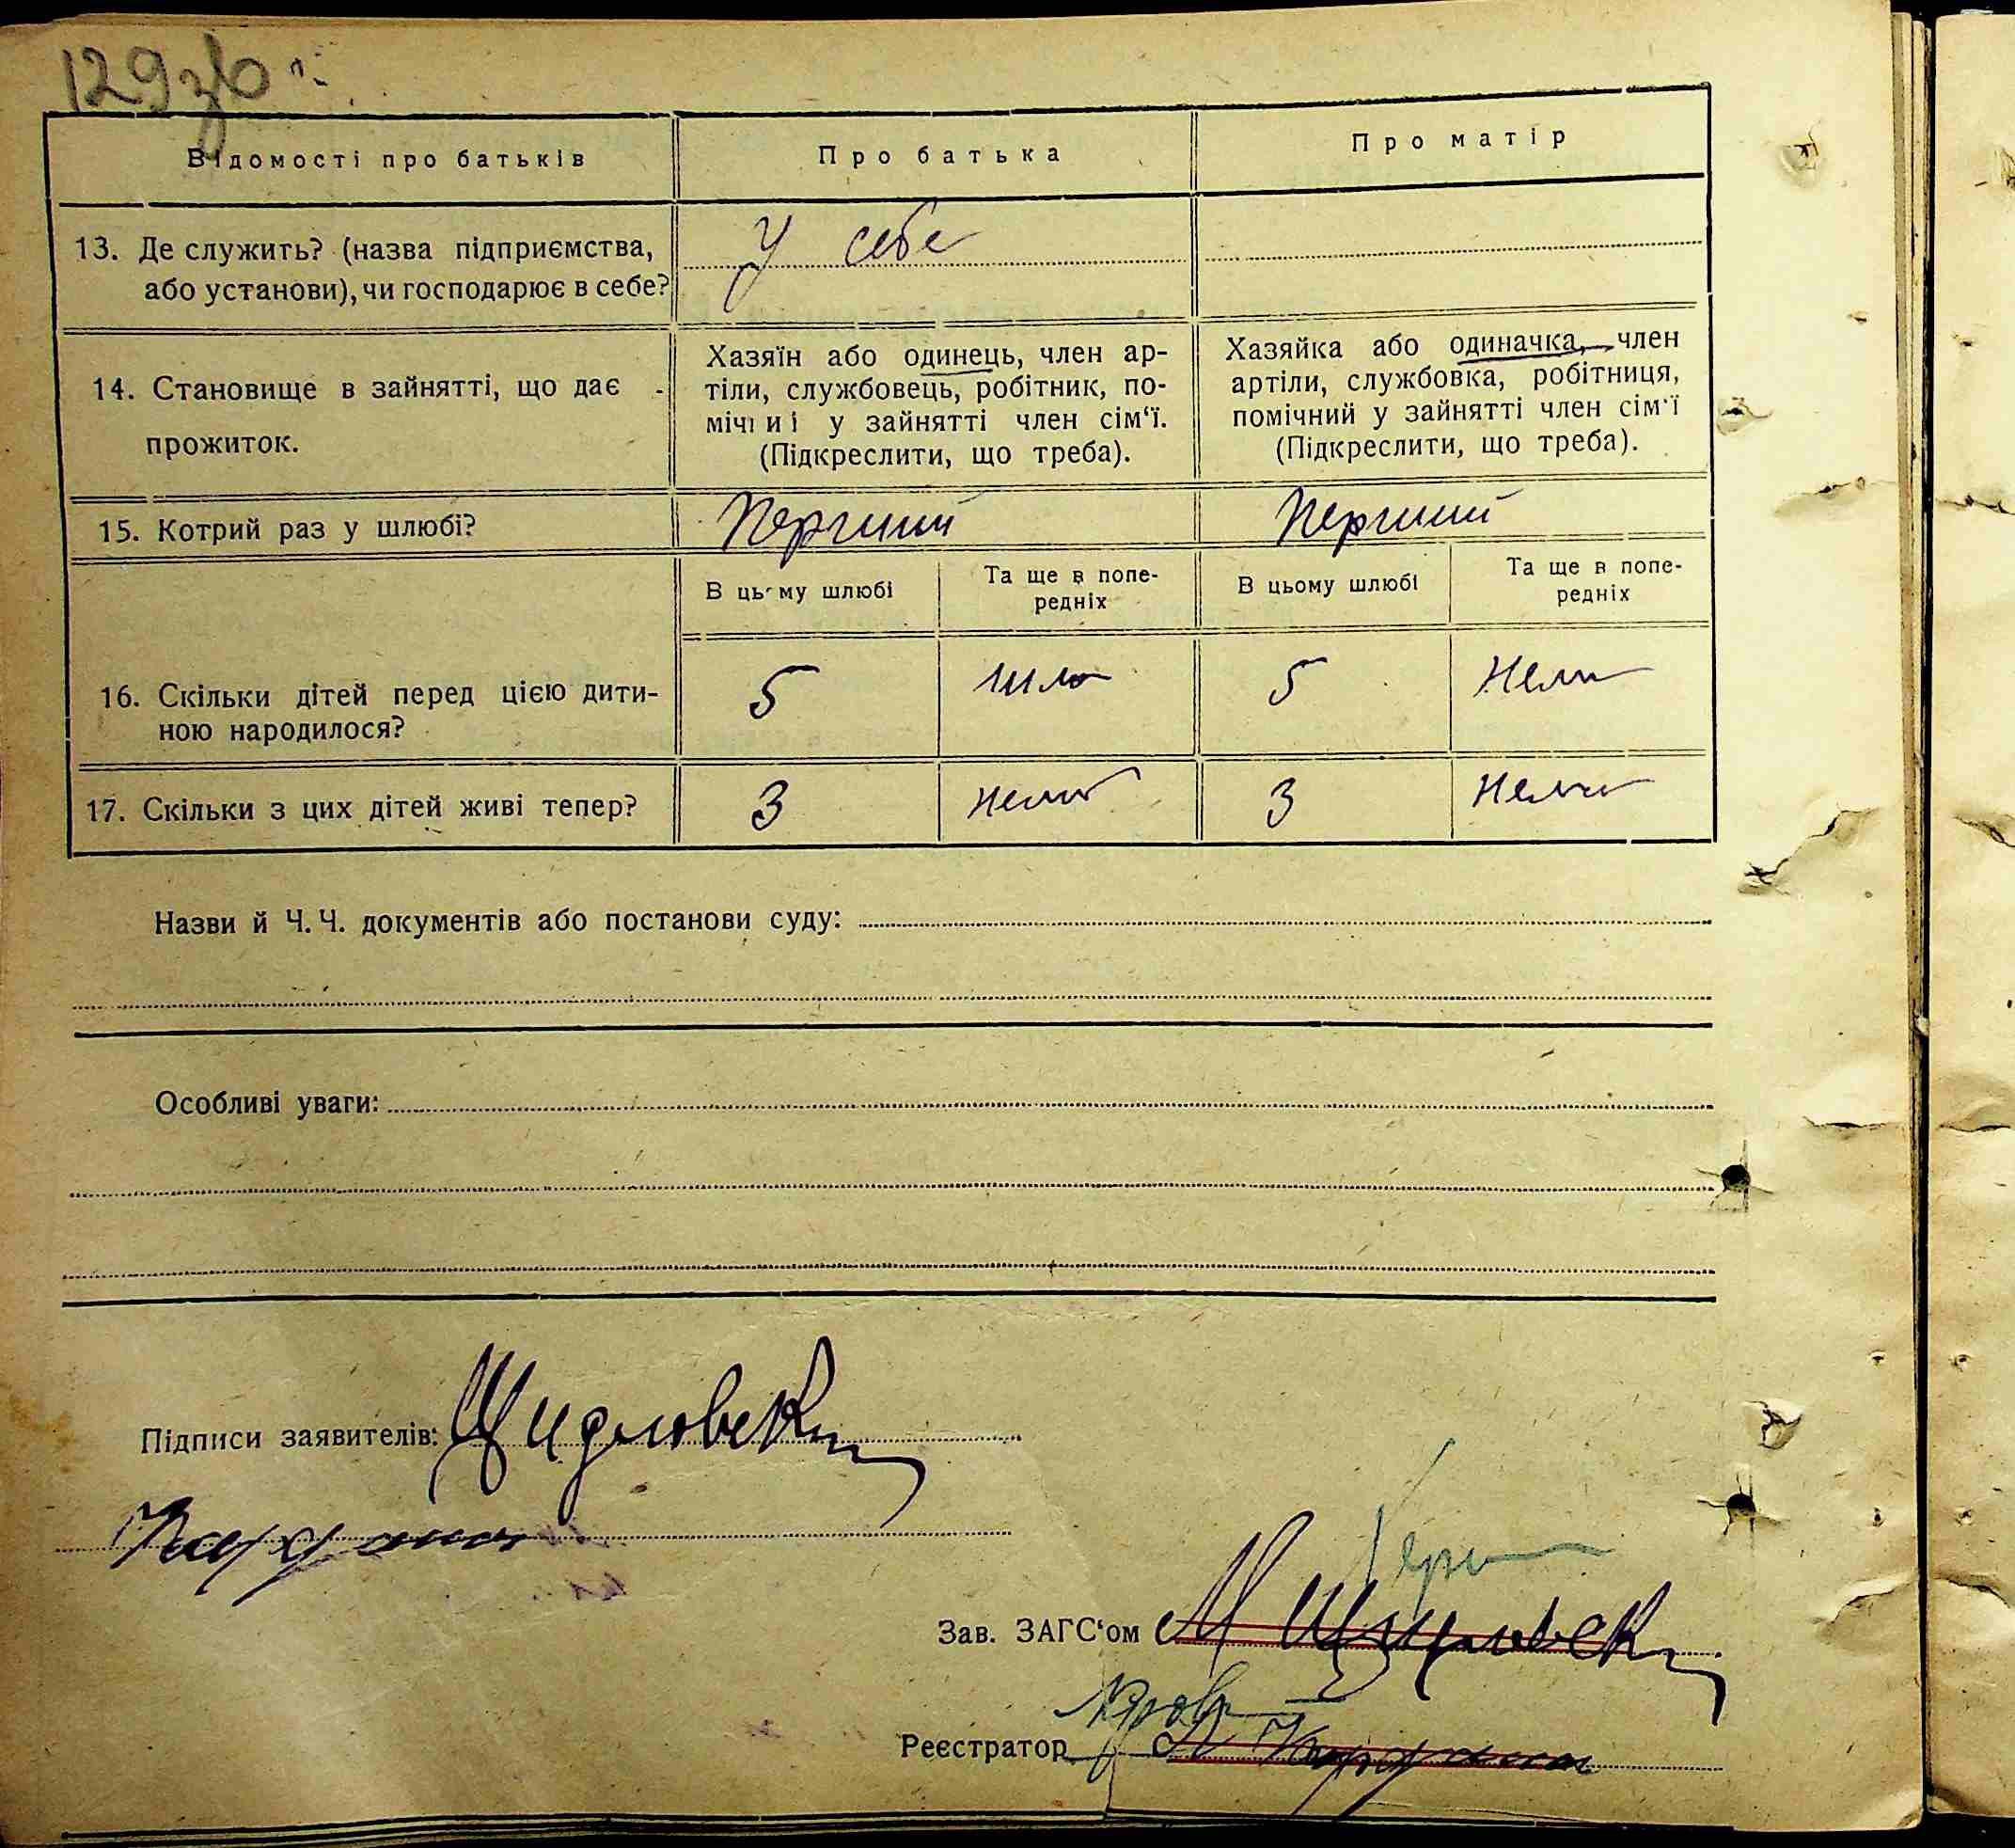 129 зв
Відомості про батьків
Про батька
Про матір
13. Де служить? (назва підприємства,
або установи), чи господарює в себе?
У себе
14. Становище в зайнятті, що дає
прожиток.
Хазяїн або одинець, член ар-
тіли, службовець, робітник, по-
мічниі у зайнятті член сім‘ї.
(Підкреслити, що треба).
Хазяйка або одиначка, член
артіли, службовка, робітниця,
помічний у зайнятті член сім‘ї
(Підкреслити, що треба).
15. Котрий раз у шлюбі?
Перший
Перший
В цьому шлюбі
Та ще в попе-
редніх
В цьому шлюбі
Та ще в попе-
редніх
16. Скільки дітей перед цією дити-
ною народилося?
5
5
Нема
17. Скільки з цих дітей живі тепер?
3
нема
3
Нема
Назви й Ч.Ч. документів або постанови суду:
Особливі уваги:
Підписи заявителів:
Зав. ЗАГС‘ом
Реєстратор